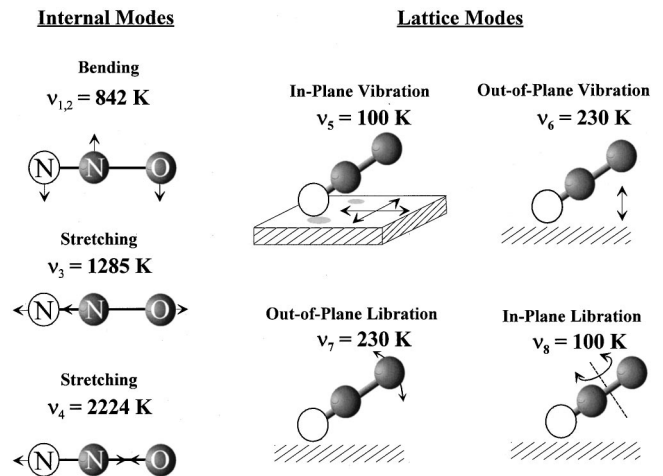 Internal Modes
Bending
ν1,2 = 842 K
N N O
Stretching
ν3 = 1285 K
N N O
Stretching
ν4 = 2224 K
N N O
Lattice Modes
In-Plane Vibration
ν5 = 100 K
Out-of-Plane Vibration
ν6 = 230 K
Out-of-Plane Libration
ν7 = 230 K
In-Plane Libration
ν8 = 100 K